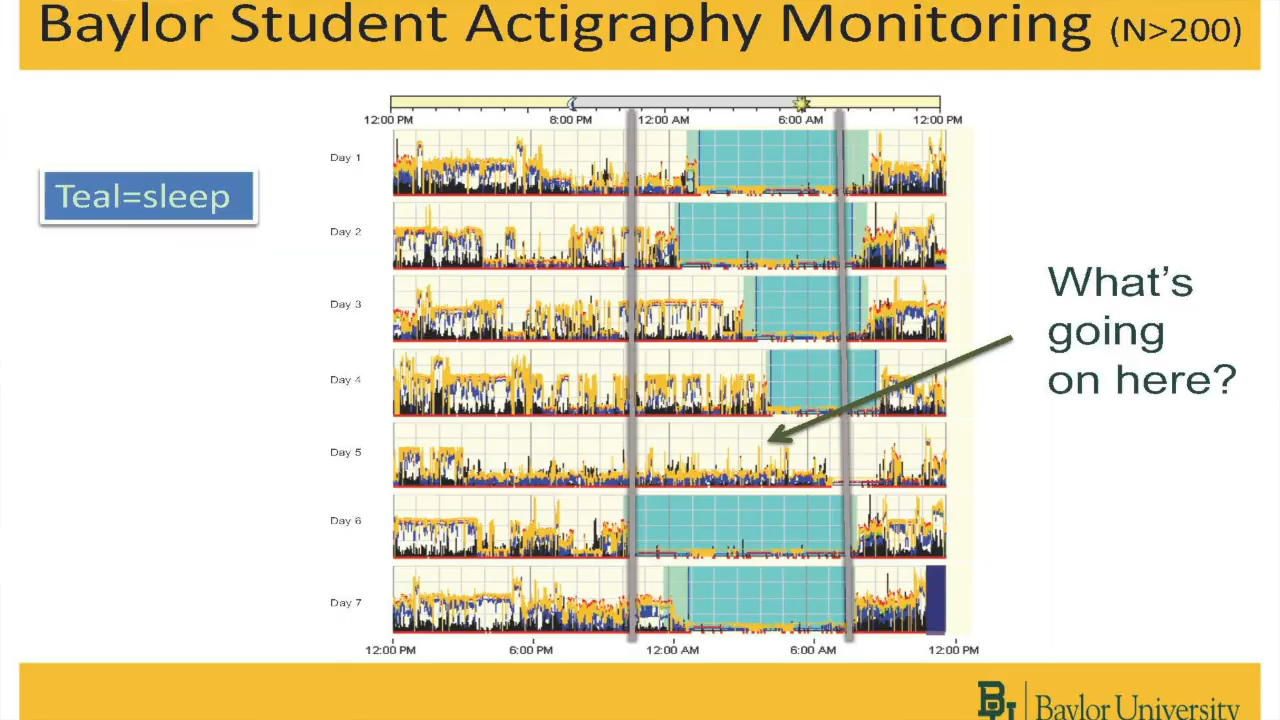 Baylor Student Actigraphy Monitoring (N>200)
12:00 PM 8:00 PM 12:00 AM 6:00 AM 12:00 PM
Day 1
Teal=sleep
Day 2
What's
going
on here?
Day 3
Day 4
Day 5
Day 6
Day 7
12:00 PM 6:00 PM 12:00 AM 6:00 AM 12:00 PM
BU Baylor University